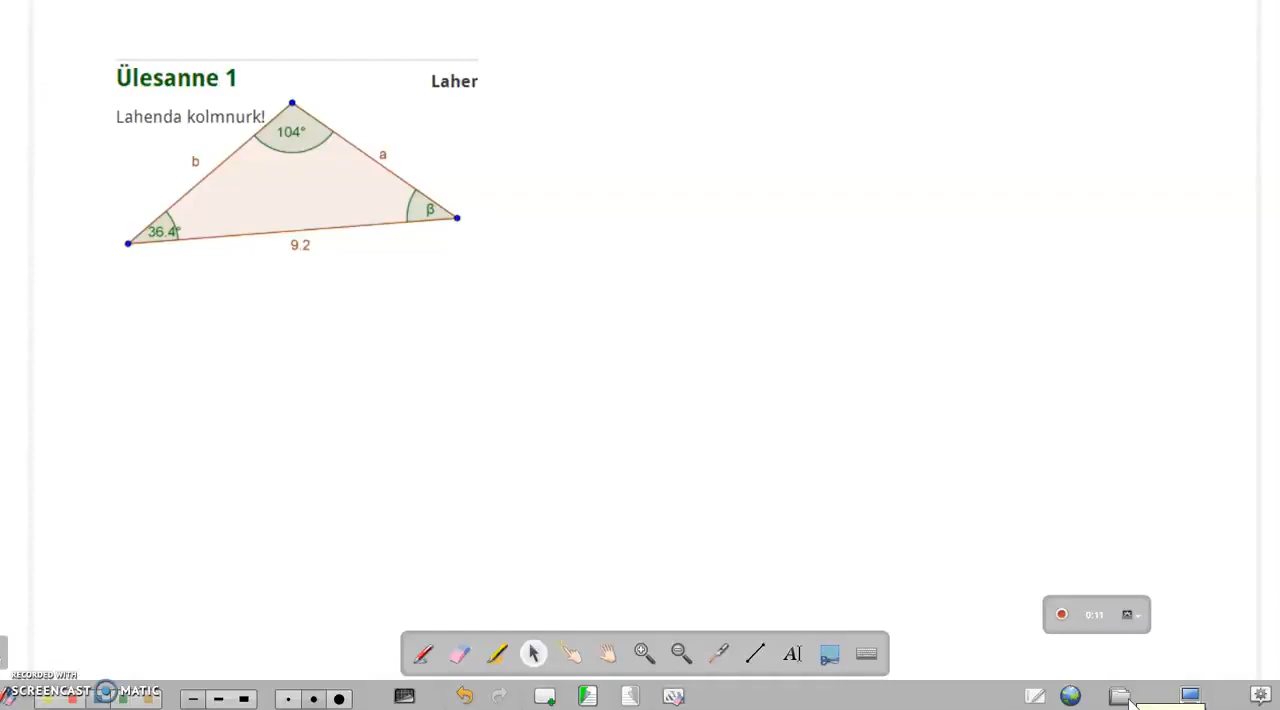 Ülesanne 1
Laher
Lahenda kolmnurk!
104°
b
a
β
36.4°
9.2
0:11
A
RECORDED WITH
SCREENCAST MATIC